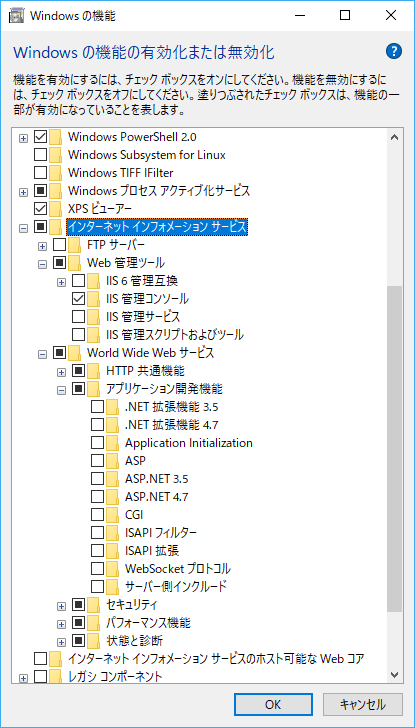 Windows の機能
Windows の機能の有効化または無効化
機能を有効にするには、チェック ボックスをオンにしてください。機能を無効にするに
は、チェック ボックスをオフにしてください。塗りつぶされたチェック ボックスは、機能の一
部が有効になっていることを表します。
Windows PowerShell 2.0
Windows Subsystem for Linux
Windows TIFF IFilter
Windows プロセス アクティブ化サービス
XPS ビューアー
インターネット インフォメーション サービス
FTP サーバー
Web 管理ツール
IIS 6 管理互換
IIS 管理コンソール
IIS 管理サービス
IIS 管理スクリプトおよびツール
World Wide Web サービス
HTTP 共通機能
アプリケーション開発機能
.NET 拡張機能 3.5
.NET 拡張機能 4.7
Application Initialization
ASP
ASP.NET 3.5
ASP.NET 4.7
CGI
ISAPI フィルター
ISAPI 拡張
WebSocket プロトコル
サーバー側インクルード
セキュリティ
パフォーマンス機能
状態と診断
インターネット インフォメーション サービスのホスト可能な Web コア
レガシ コンポーネント
OK
キャンセル